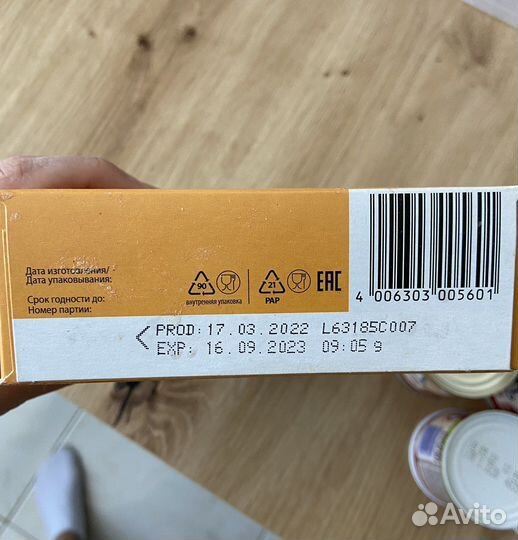 Дата изготовления/
Дата упаковывания:
Срок годности до:
Номер партии:
90
внутренняя упаковка
21
PAP
EAC
4 006303 005601
PROD: 17.03.2022 L63185C007
EXP: 16.09.2023 09:05 9
Avito